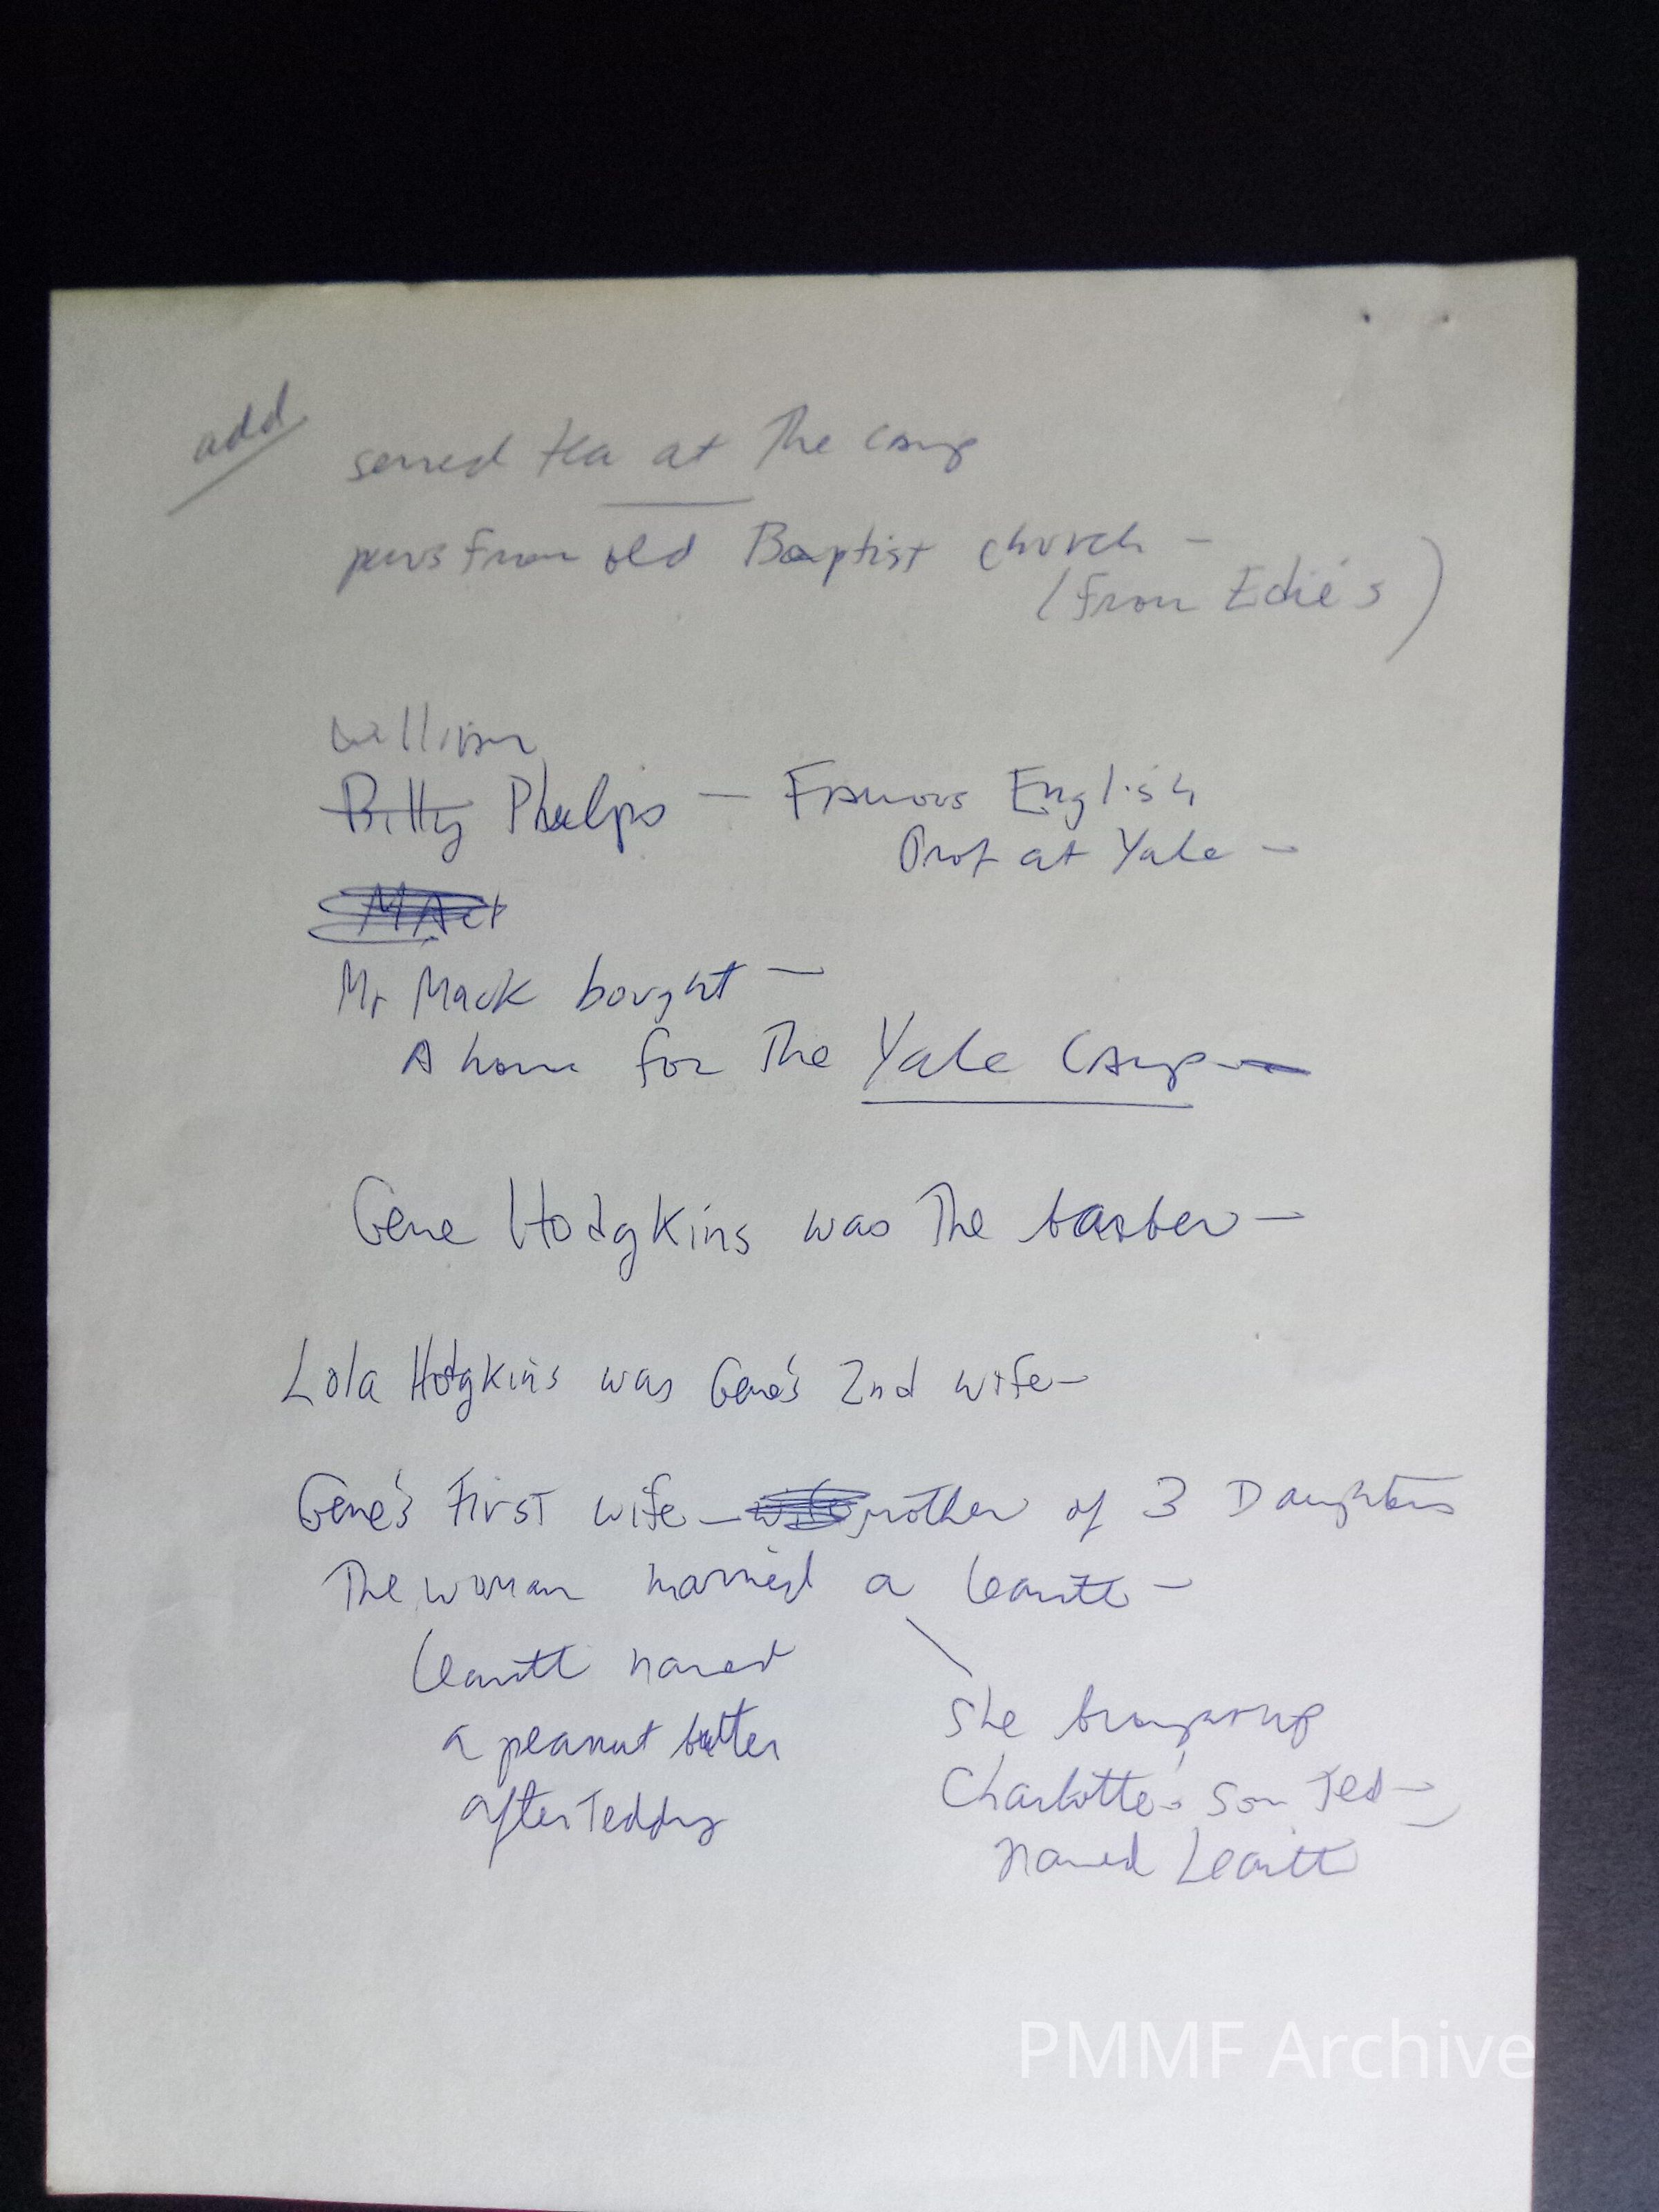 add
served tea at The Camp
pews from old Baptist church -
(from Edie's)
William
Billy Phelps - Famous English
Prof at Yale -
Mr Mack bought -
A home for The Yale Camp -
Gene Hodgkins was The barber -
Lola Hodgkins was Gene's 2nd wife -
Gene's First wife - wife mother of 3 Daughters
The woman married a Leavitt -
Leavitt named
a peanut butter
after Teddy
She brought up
Charlotte's son Ted -
named Leavitt
PMMF Archive